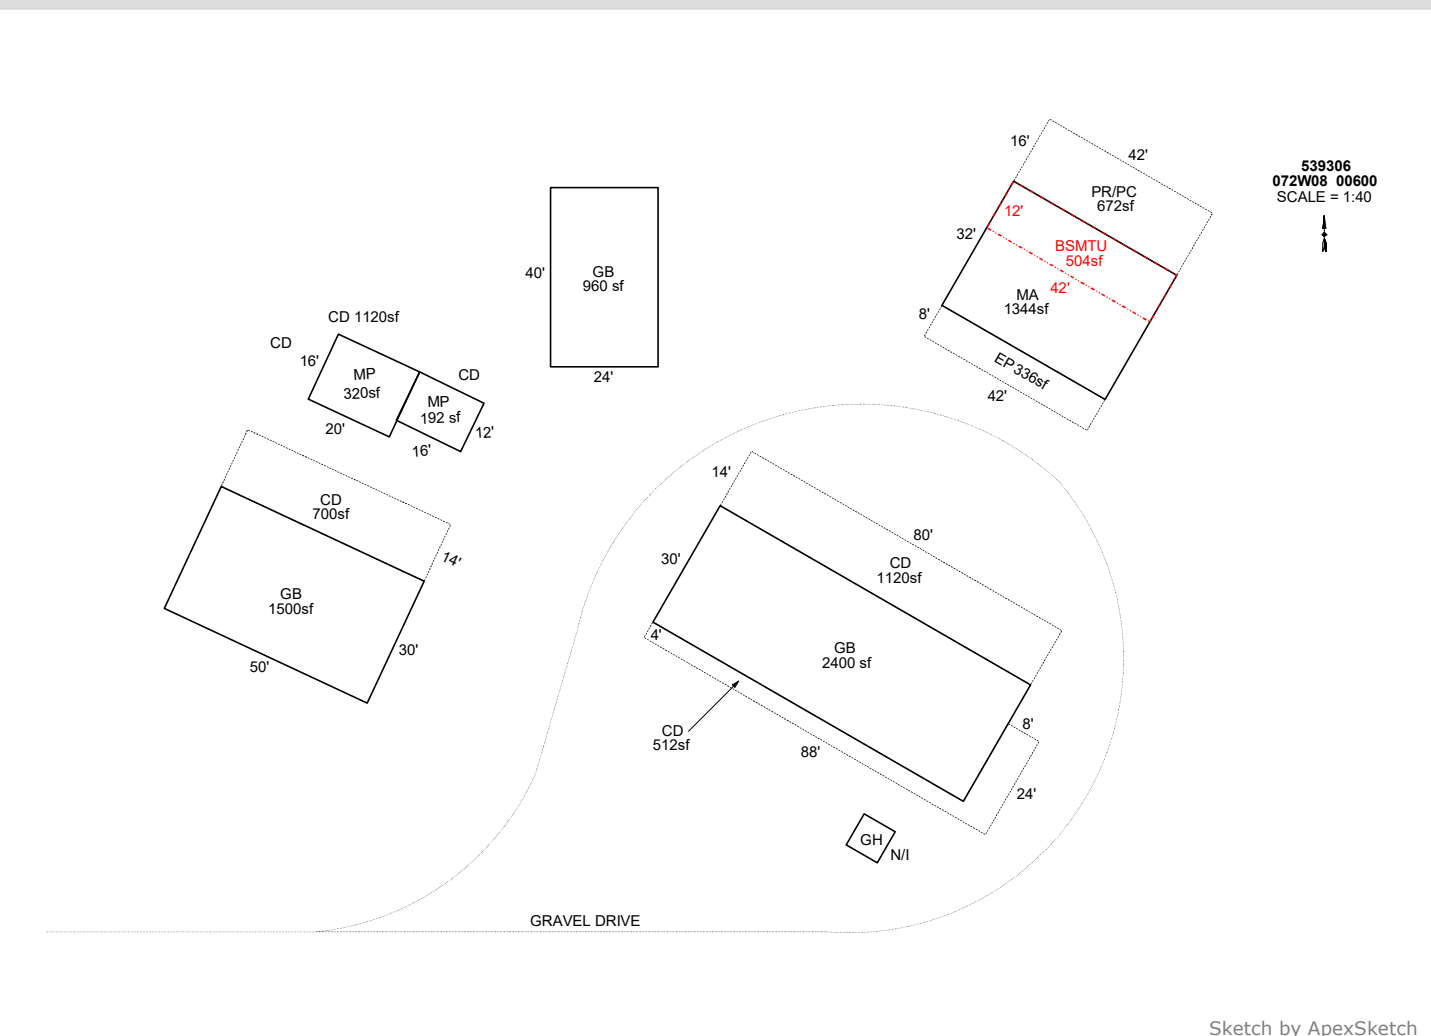 16'
42'
539306
072W08 00600
SCALE = 1:40
PR/PC
672sf
12'
32'
BSMTU
504sf
42'
MA
1344sf
8'
EP336sf
42'
40'
GB
960 sf
24'
CD 1120sf
CD
16'
MP
320sf
CD
MP
192 sf
20'
16'
12'
CD
700sf
14'
GB
1500sf
30'
50'
14'
80'
30'
CD
1120sf
4'
GB
2400 sf
CD
512sf
88'
8'
24'
GH
N/I
GRAVEL DRIVE
Sketch by ApexSketch